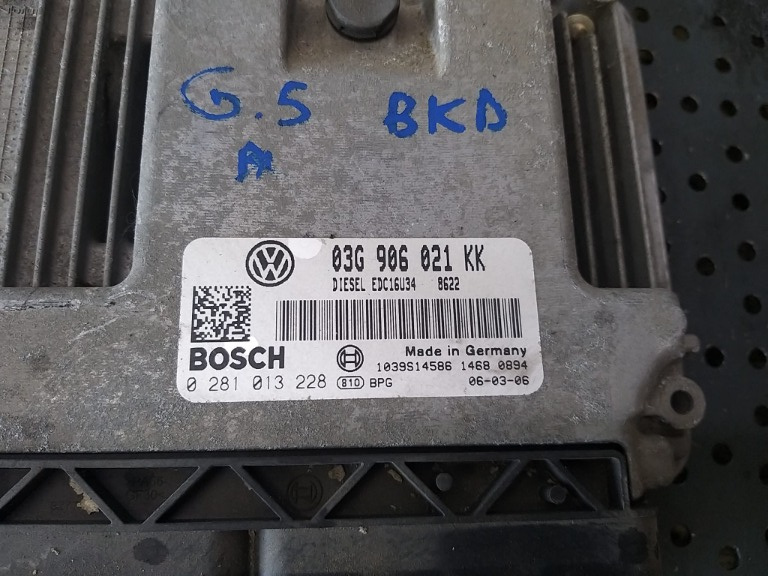 G.5 BKD
A
03G 906 021 KK
DIESEL EDC16U34 8622
BOSCH
Made in Germany
1039S14586 1468 0894
0 281 013 228 810 BPG 06-03-06